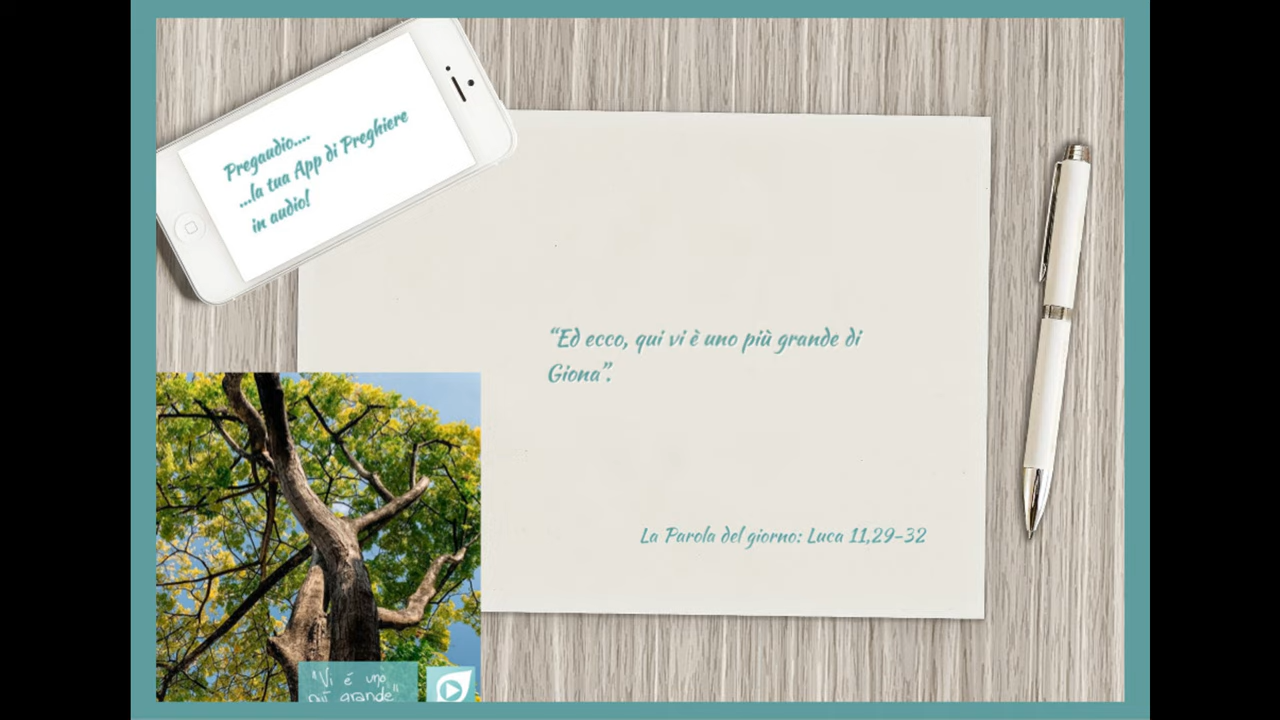 Pregaudio....
...la tua App di Preghiere
in audio!
“Ed ecco, qui vi è uno più grande di
Giona”.
La Parola del giorno: Luca 11,29-32
"Vi é uno
più grande"